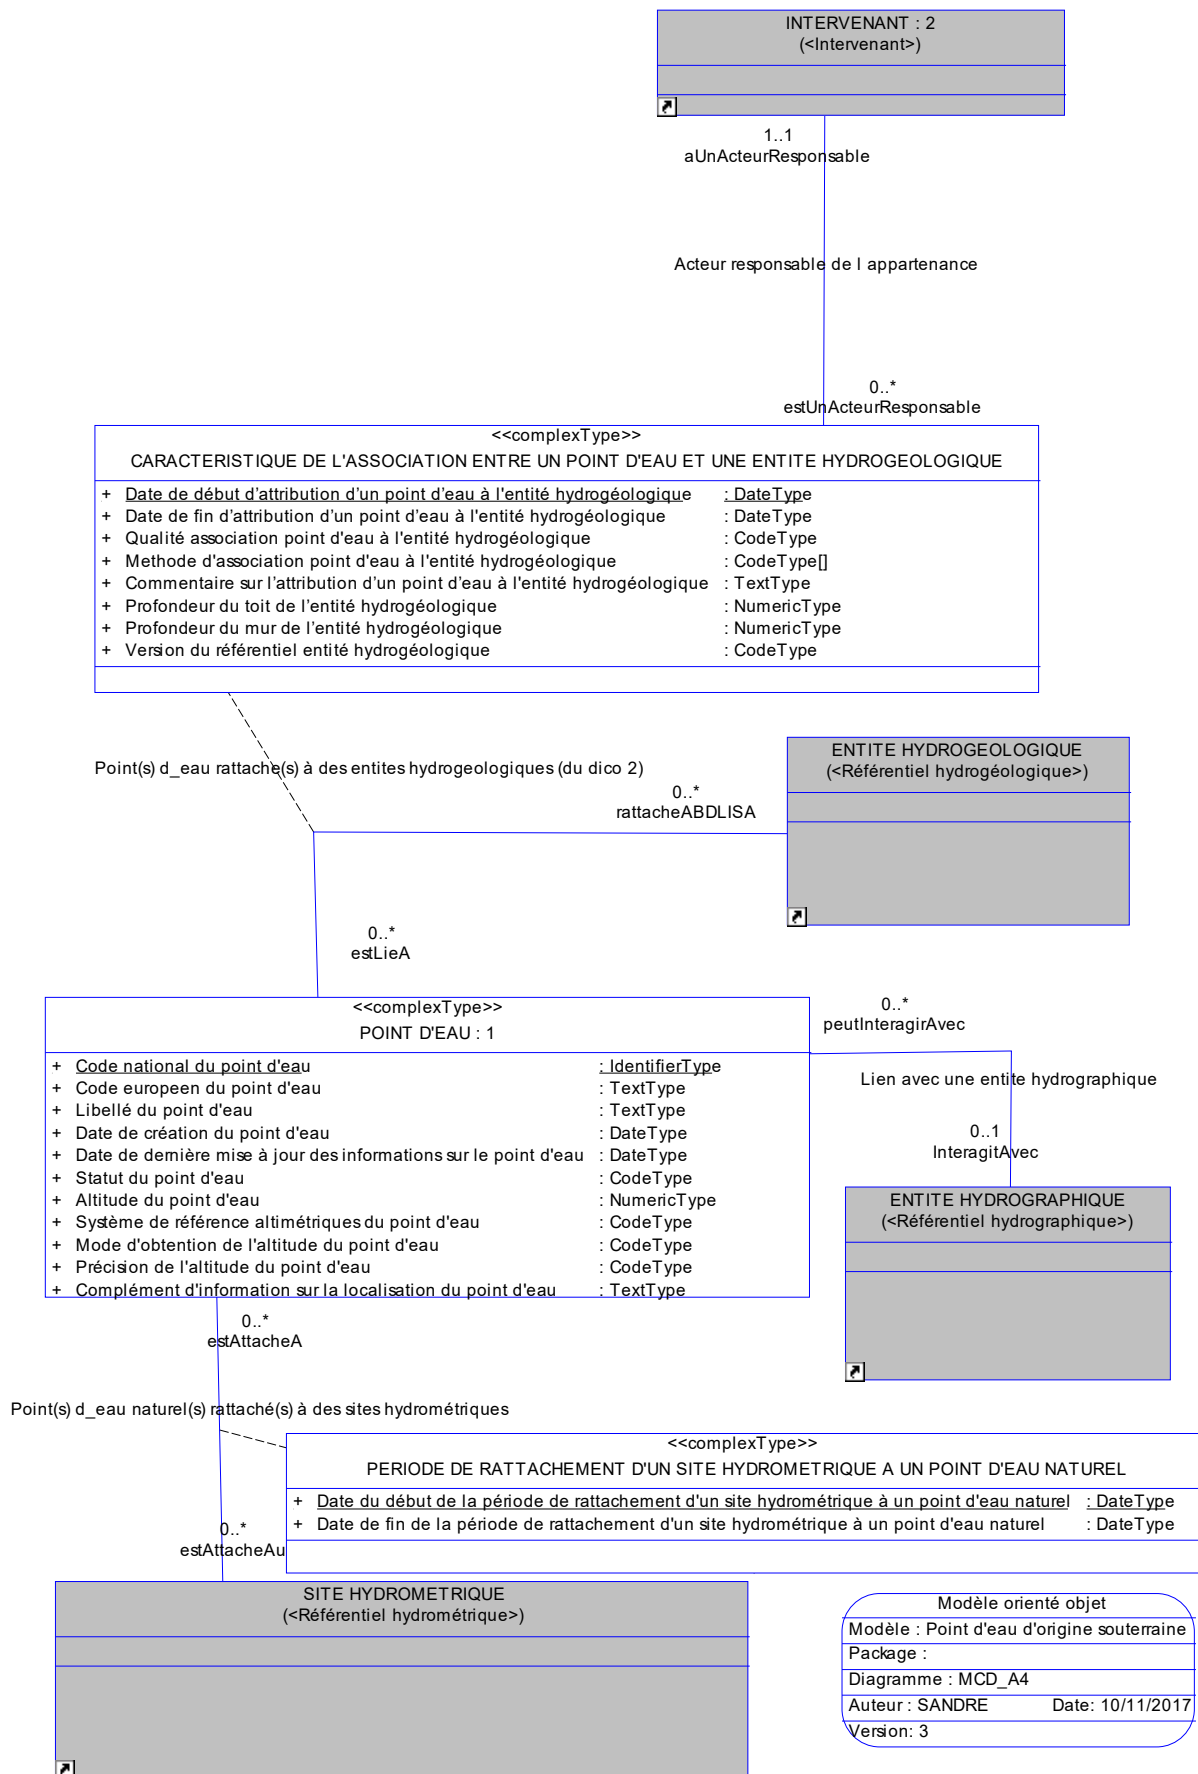 INTERVENANT : 2
(<Intervenant>)
1..1
aUnActeurResponsable
Acteur responsable de l appartenance
0..*
estUnActeurResponsable
<<complexType>>
CARACTERISTIQUE DE L'ASSOCIATION ENTRE UN POINT D'EAU ET UNE ENTITE HYDROGEOLOGIQUE
+ Date de début d'attribution d'un point d'eau à l'entité hydrogéologique : DateType
+ Date de fin d'attribution d'un point d'eau à l'entité hydrogéologique : DateType
+ Qualité association point d'eau à l'entité hydrogéologique : CodeType
+ Methode d'association point d'eau à l'entité hydrogéologique : CodeType[]
+ Commentaire sur l'attribution d'un point d'eau à l'entité hydrogéologique : TextType
+ Profondeur du toit de l'entité hydrogéologique : NumericType
+ Profondeur du mur de l'entité hydrogéologique : NumericType
+ Version du référentiel entité hydrogéologique : CodeType
Point(s) d_eau rattache(s) à des entites hydrogeologiques (du dico 2)
ENTITE HYDROGEOLOGIQUE
(<Référentiel hydrogéologique>)
0..*
rattacheABDLISA
0..*
estLieA
<<complexType>>
POINT D'EAU : 1
+ Code national du point d'eau : IdentifierType
+ Code europeen du point d'eau : TextType
+ Libellé du point d'eau : TextType
+ Date de création du point d'eau : DateType
+ Date de dernière mise à jour des informations sur le point d'eau : DateType
+ Statut du point d'eau : CodeType
+ Altitude du point d'eau : NumericType
+ Système de référence altimétriques du point d'eau : CodeType
+ Mode d'obtention de l'altitude du point d'eau : CodeType
+ Précision de l'altitude du point d'eau : CodeType
+ Complément d'information sur la localisation du point d'eau : TextType
0..*
peutInteragirAvec
Lien avec une entite hydrographique
0..1
InteragitAvec
ENTITE HYDROGRAPHIQUE
(<Référentiel hydrographique>)
0..*
estAttacheA
Point(s) d_eau naturel(s) rattaché(s) à des sites hydrométriques
<<complexType>>
PERIODE DE RATTACHEMENT D'UN SITE HYDROMETRIQUE A UN POINT D'EAU NATUREL
+ Date du début de la période de rattachement d'un site hydrométrique à un point d'eau naturel : DateType
+ Date de fin de la période de rattachement d'un site hydrométrique à un point d'eau naturel : DateType
0..*
estAttacheAu
SITE HYDROMETRIQUE
(<Référentiel hydrométrique>)
Modèle orienté objet
Modèle : Point d'eau d'origine souterraine
Package :
Diagramme : MCD_A4
Auteur : SANDRE Date: 10/11/2017
Version: 3